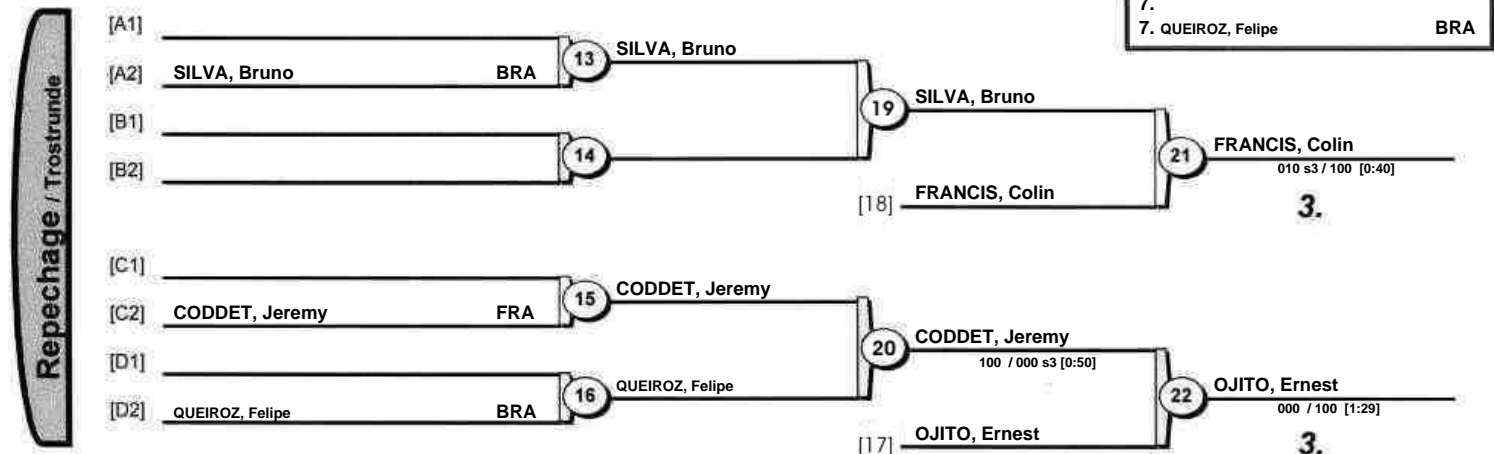 7.
7. QUEIROZ, Felipe BRA
Repechage / Trostrunde
[A1]
[A2] SILVA, Bruno BRA
13
SILVA, Bruno
[B1]
[B2]
14
19
SILVA, Bruno
[18] FRANCIS, Colin
21
FRANCIS, Colin
010 s3 / 100 [0:40]
3.
[C1]
[C2] CODDET, Jeremy FRA
15
CODDET, Jeremy
[D1]
[D2] QUEIROZ, Felipe BRA
16
QUEIROZ, Felipe
20
CODDET, Jeremy
100 / 000 s3 [0:50]
[17] OJITO, Ernest
22
OJITO, Ernest
000 / 100 [1:29]
3.